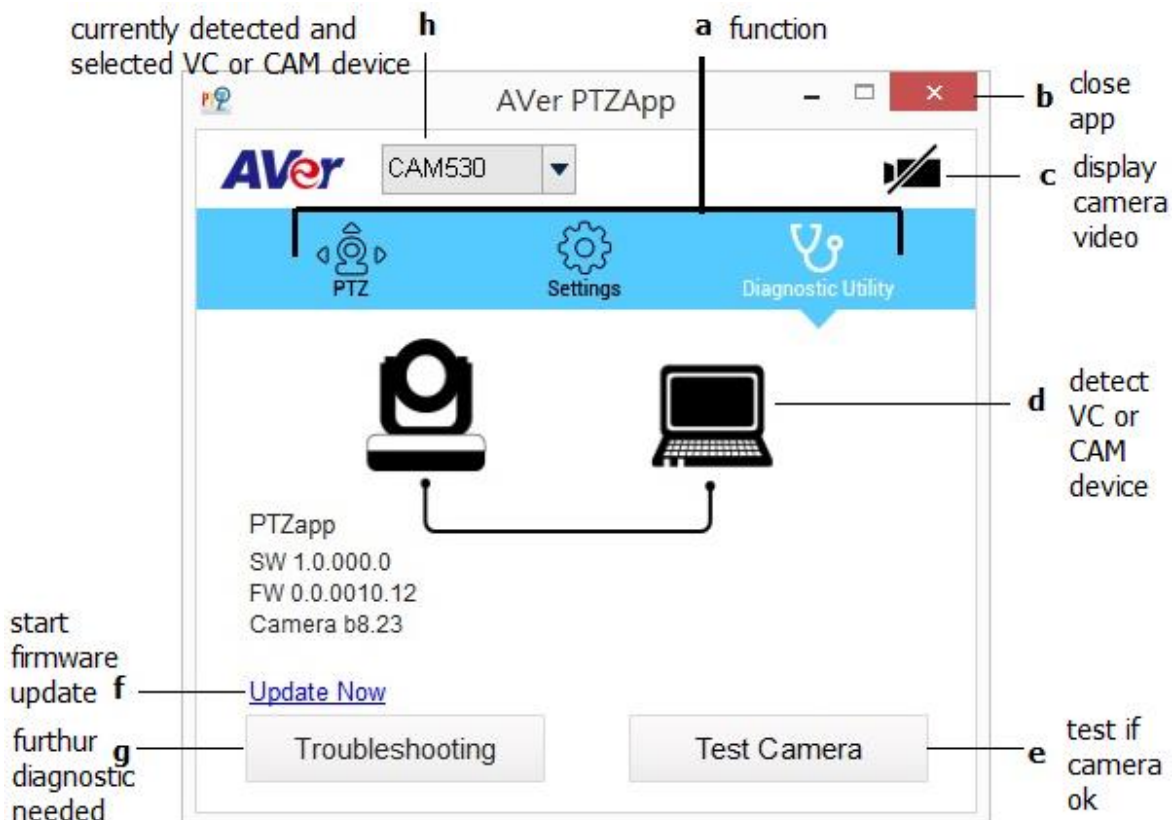 currently detected and
selected VC or CAM device
h
a function
AVer PTZApp
b close
app
AVer
CAM530
c display
camera
video
PTZ
Settings
Diagnostic Utility
d detect
VC or
CAM
device
PTZapp
SW 1.0.000.0
FW 0.0.0010.12
Camera b8.23
start
firmware
update f
Update Now
furthur
diagnostic
needed
g
Troubleshooting
Test Camera
e test if
camera
ok